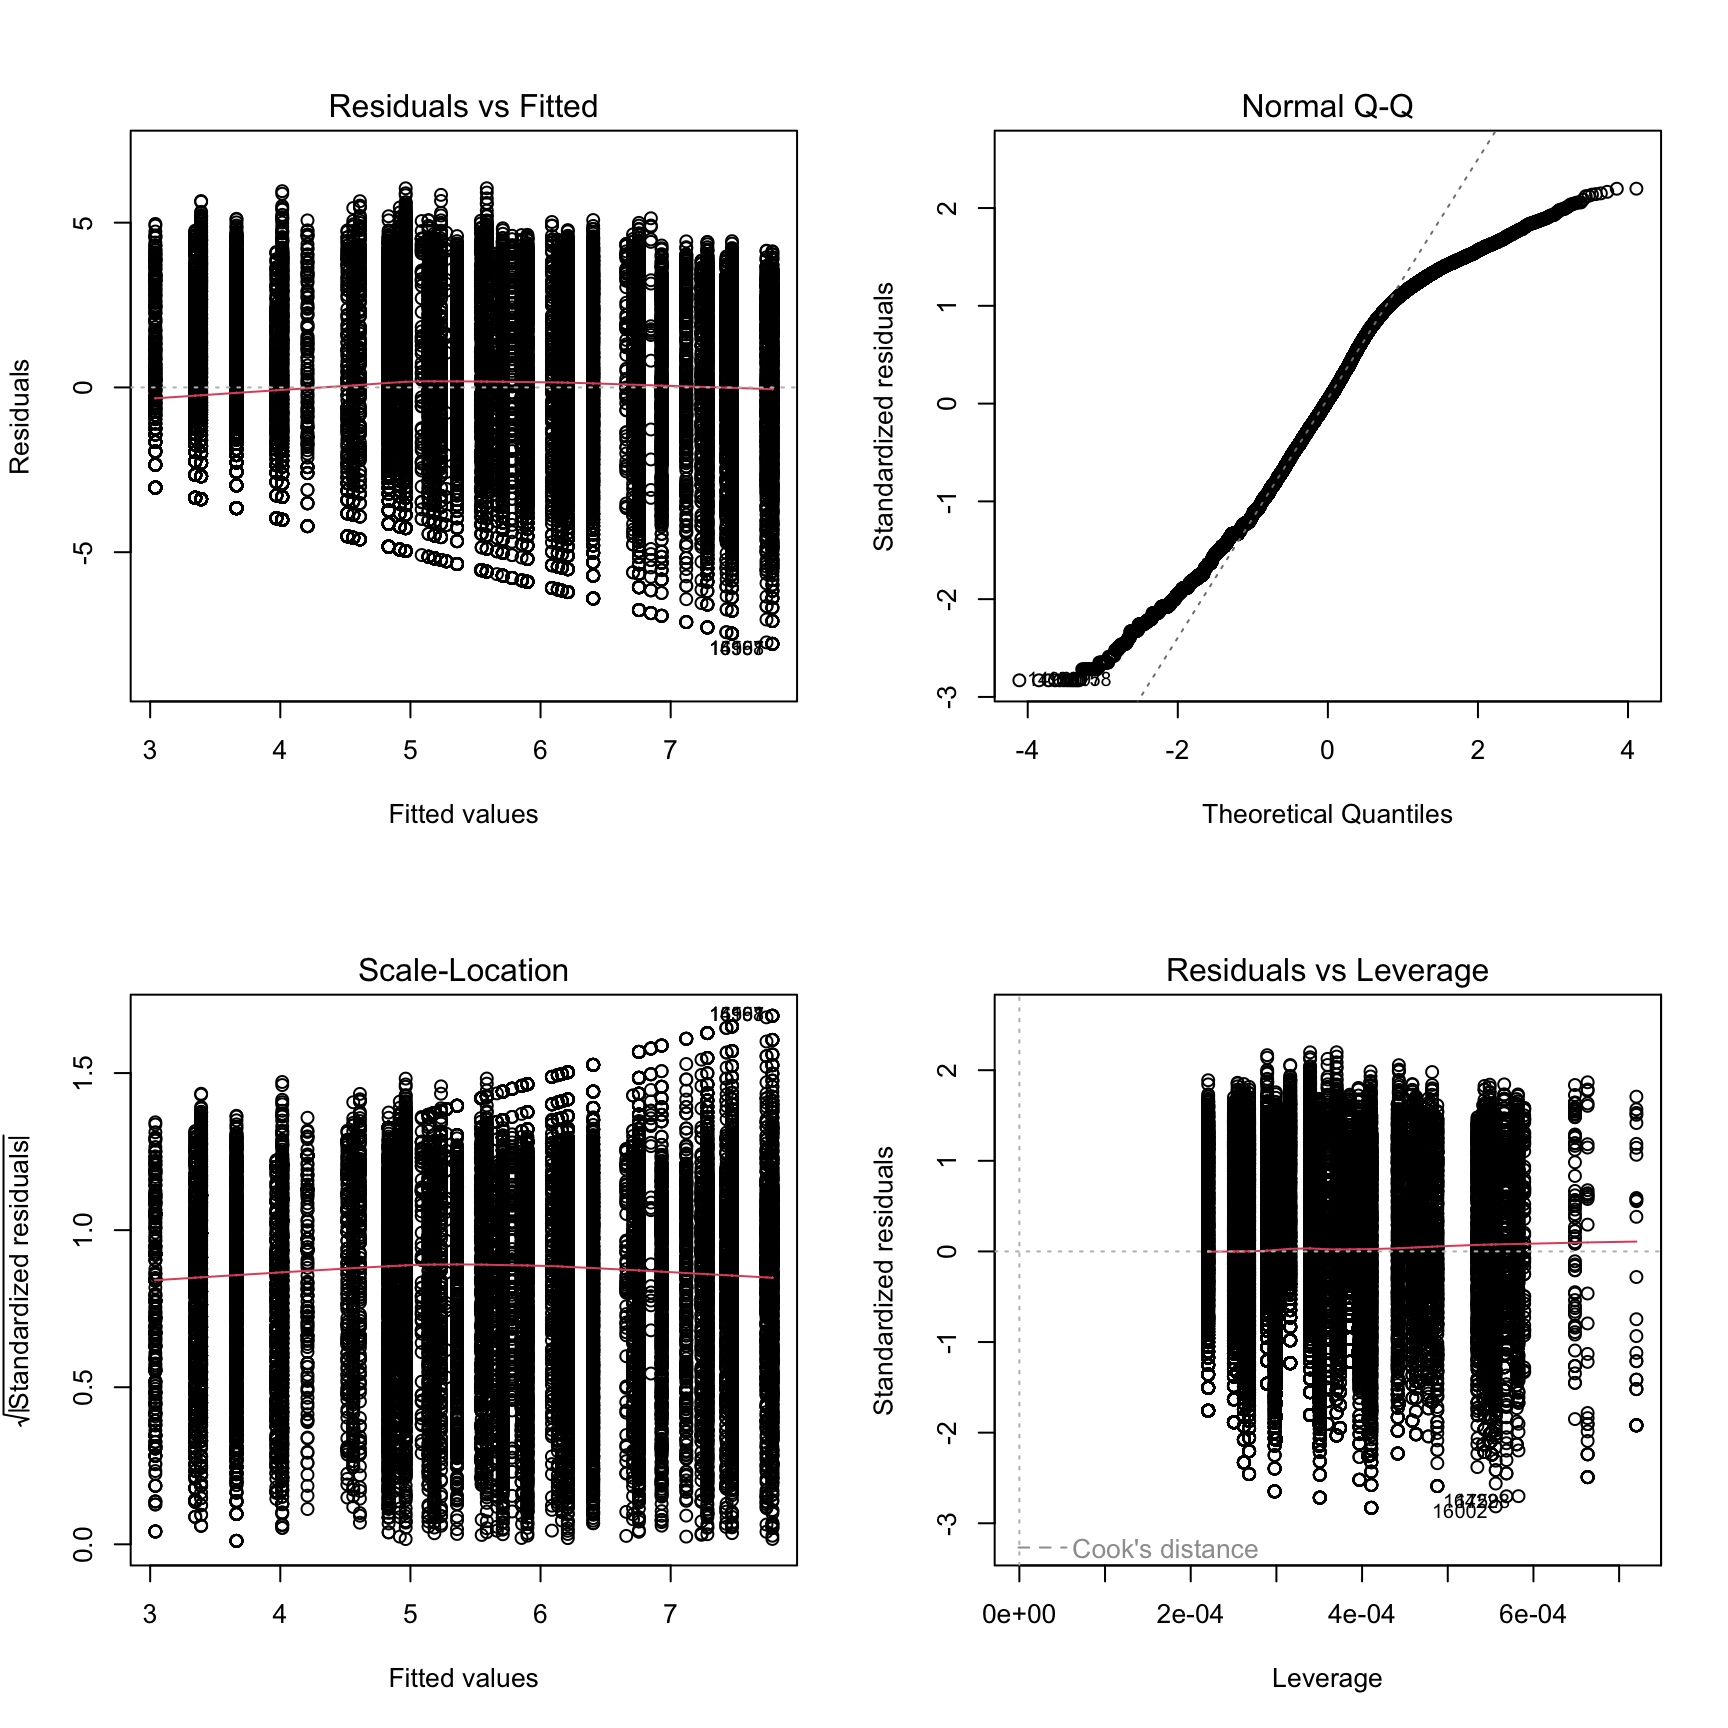 Residuals vs Fitted
Residuals
5
0
-5
3 4 5 6 7
Fitted values
Normal Q-Q
Standardized residuals
2
1
0
-1
-2
-3
-4 -2 0 2 4
Theoretical Quantiles
Scale-Location
√|Standardized residuals|
1.5
1.0
0.5
0.0
3 4 5 6 7
Fitted values
Residuals vs Leverage
Standardized residuals
2
1
0
-1
-2
-3
16002
Cook's distance
0e+00 2e-04 4e-04 6e-04
Leverage